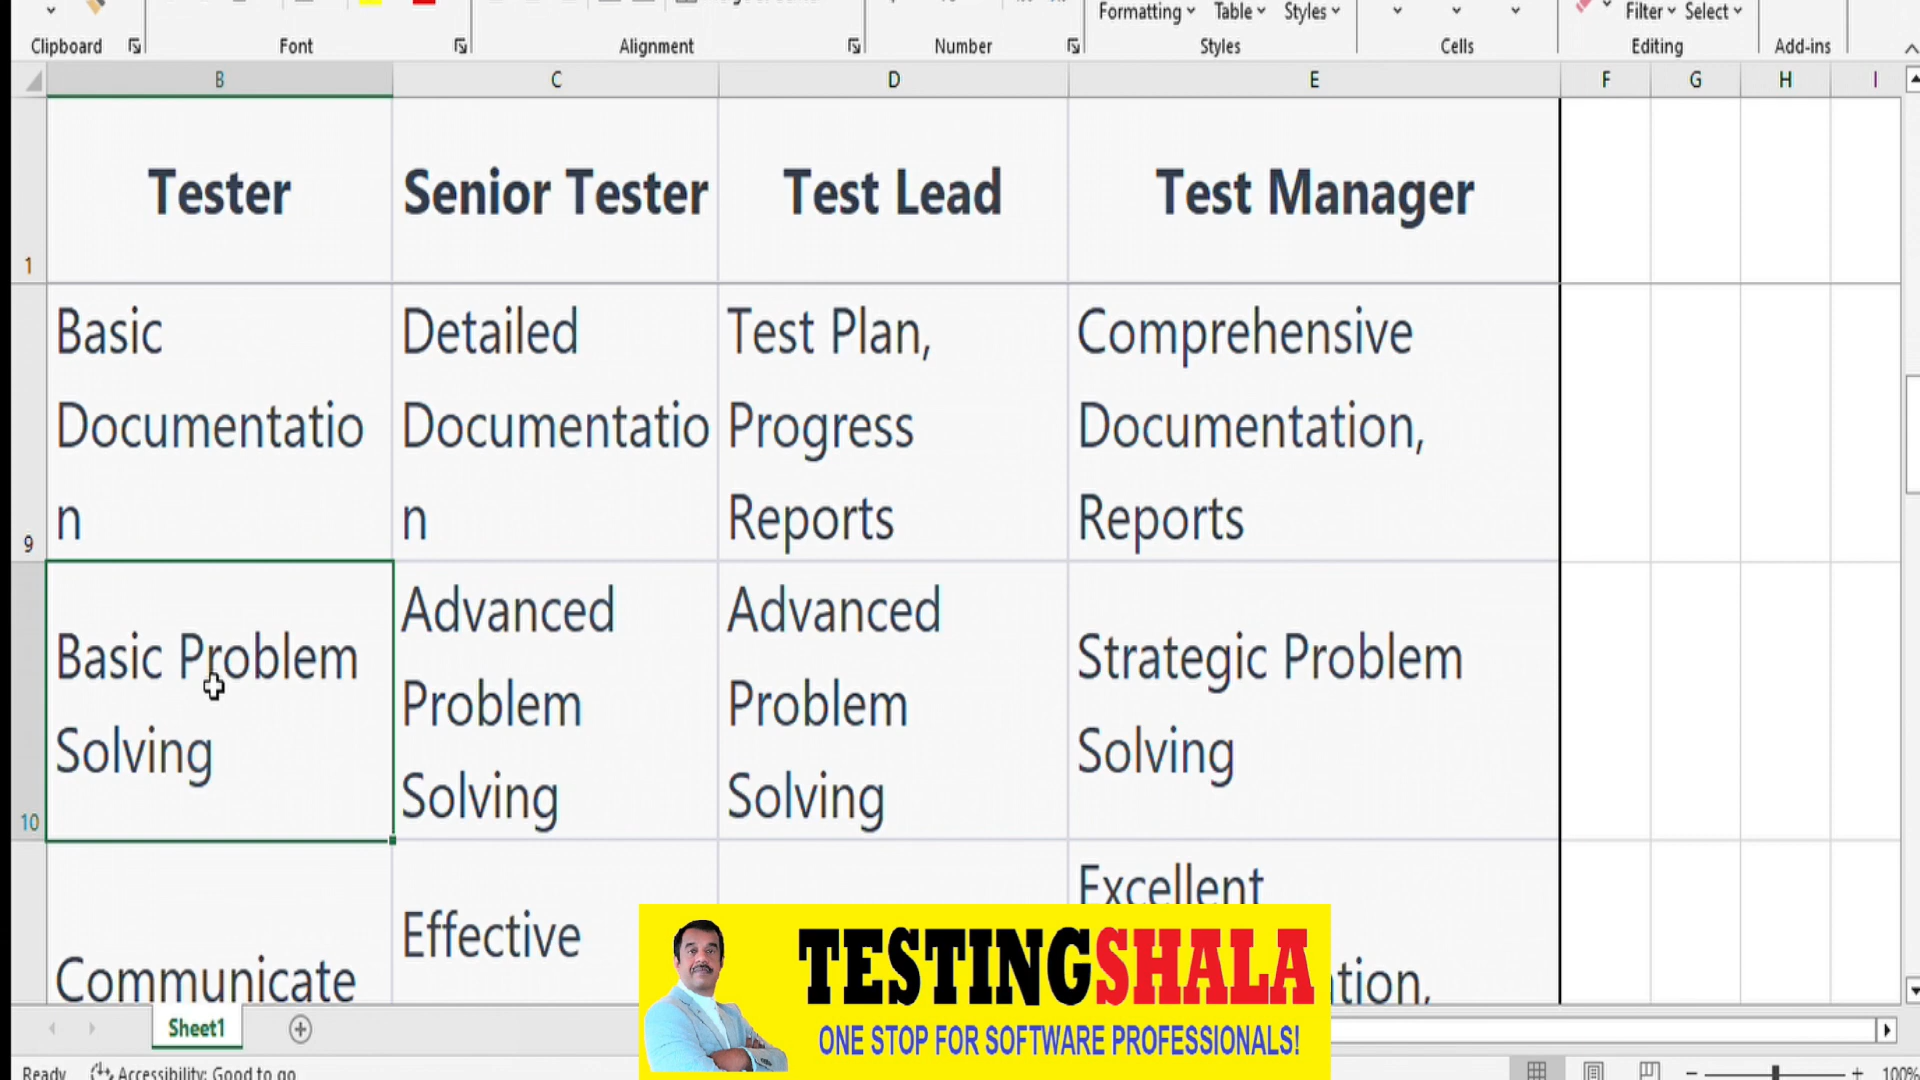 Formatting Table Styles Filter Select
Clipboard Font Alignment Number Styles Cells Editing Add-ins
B C D E F G H I
Tester Senior Tester Test Lead Test Manager
1
Basic
Documentatio
n
Detailed
Documentatio
n
Test Plan,
Progress
Reports
Comprehensive
Documentation,
Reports
9
Basic Problem
Solving
Advanced
Problem
Solving
Advanced
Problem
Solving
Strategic Problem
Solving
10
Communicate
Effective
Excellent
tion,
TESTINGSHALA
ONE STOP FOR SOFTWARE PROFESSIONALS!
Sheet1
Ready Accessibility: Good to go 100%